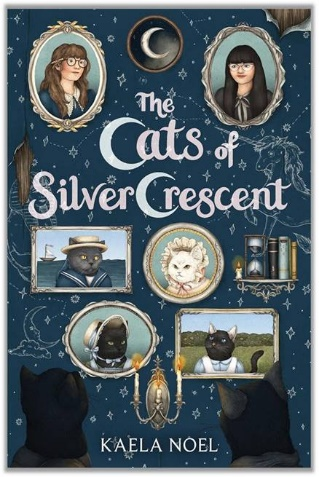 The
Cats of
Silver Crescent
KAELA NOEL